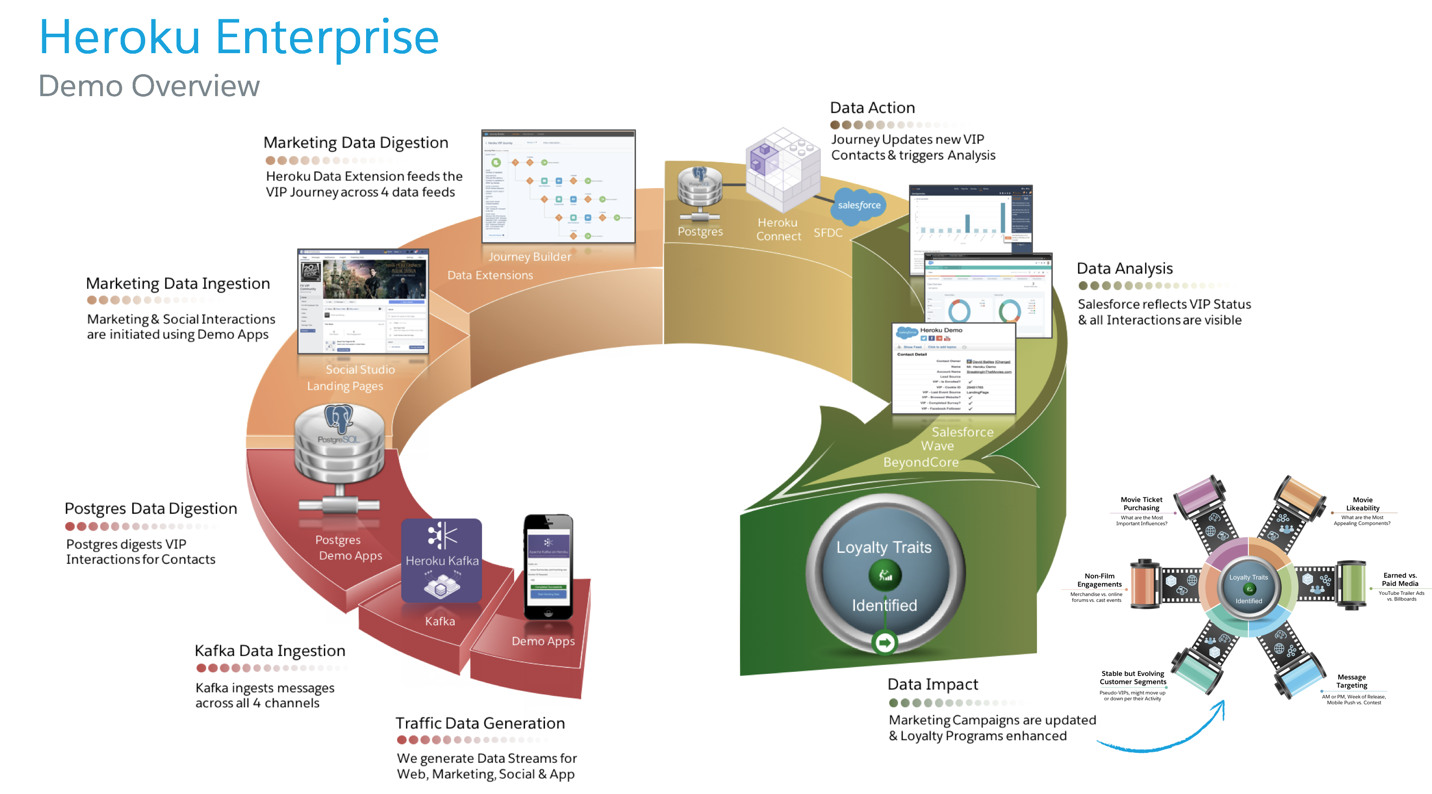 Heroku Enterprise
Demo Overview
Data Action
Journey Updates new VIP
Contacts & triggers Analysis
Marketing Data Digestion
Heroku Data Extension feeds the
VIP Journey across 4 data feeds
Postgres
Heroku
Connect
SFDC
salesforce
Journey Builder
Data Extensions
Marketing Data Ingestion
Marketing & Social Interactions
are initiated using Demo Apps
Social Studio
Landing Pages
Data Analysis
Salesforce reflects VIP Status
& all Interactions are visible
salesforce
Heroku Demo
Contact Detail
Salesforce
Wave
BeyondCore
PostgreSQL
Postgres Data Digestion
Postgres digests VIP
Interactions for Contacts
Postgres
Demo Apps
Heroku Kafka
Kafka
Demo Apps
Kafka Data Ingestion
Kafka ingests messages
across all 4 channels
Traffic Data Generation
We generate Data Streams for
Web, Marketing, Social & App
Loyalty Traits
Identified
Data Impact
Marketing Campaigns are updated
& Loyalty Programs enhanced
Movie Ticket
Purchasing
What are the Most
Important Influences?
Movie
Likeability
What are the Most
Appealing Components?
Non-Film
Engagements
Merchandise vs. online
forums vs. cast events
Earned vs.
Paid Media
YouTube Trailer Ads
vs. Billboards
Loyalty Traits
Identified
Stable but Evolving
Customer Segments
Pseudo-VIPs, might move up
or down per their Activity
Message
Targeting
AM or PM, Week of Release,
Mobile Push vs. Contest